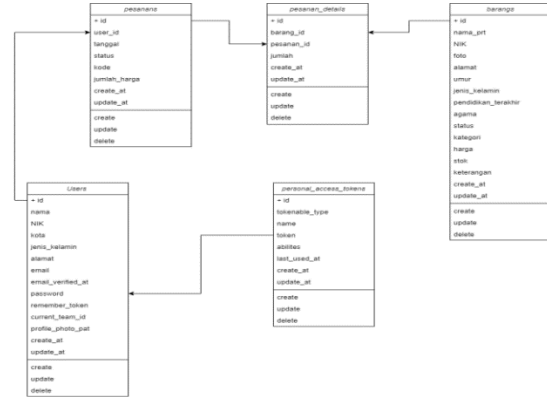 pesanans
+ id
user_id
tanggal
status
kode
jumlah_harga
create_at
update_at
create
update
delete
pesanan_details
+ id
barang_id
pesanan_id
jumlah
create_at
update_at
create
update
delete
barangs
+ id
nama_prt
NIK
foto
alamat
umur
jenis_kelamin
pendidikan_terakhir
agama
status
kategori
harga
stok
keterangan
create_at
update_at
create
update
delete
Users
+ id
nama
NIK
kota
jenis_kelamin
alamat
email
email_verified_at
password
remember_token
current_team_id
profile_photo_pat
create_at
update_at
create
update
delete
personal_access_tokens
+ id
tokenable_type
name
token
abilites
last_used_at
create_at
update_at
create
update
delete